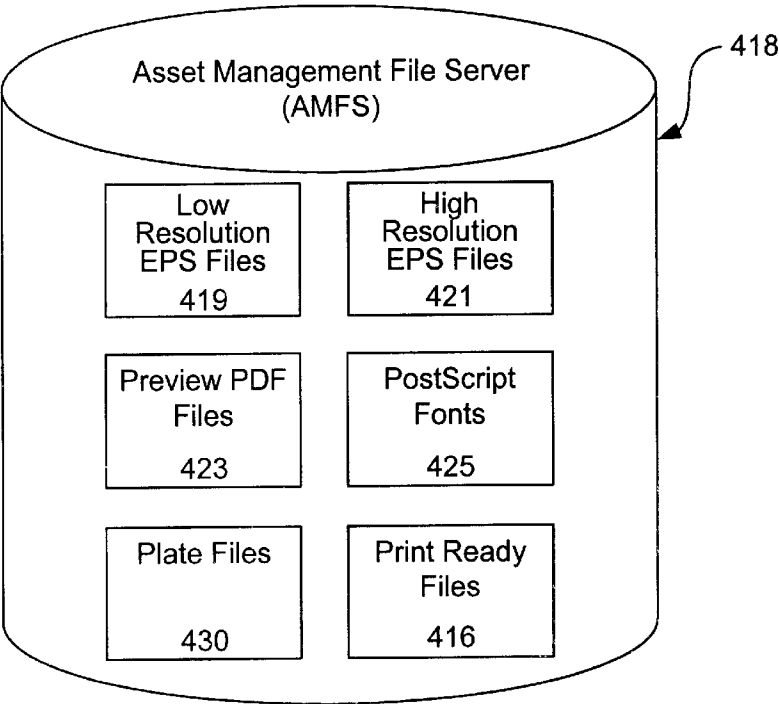 418
Asset Management File Server
(AMFS)
Low
Resolution
EPS Files
419
High
Resolution
EPS Files
421
Preview PDF
Files
423
PostScript
Fonts
425
Plate Files
430
Print Ready
Files
416